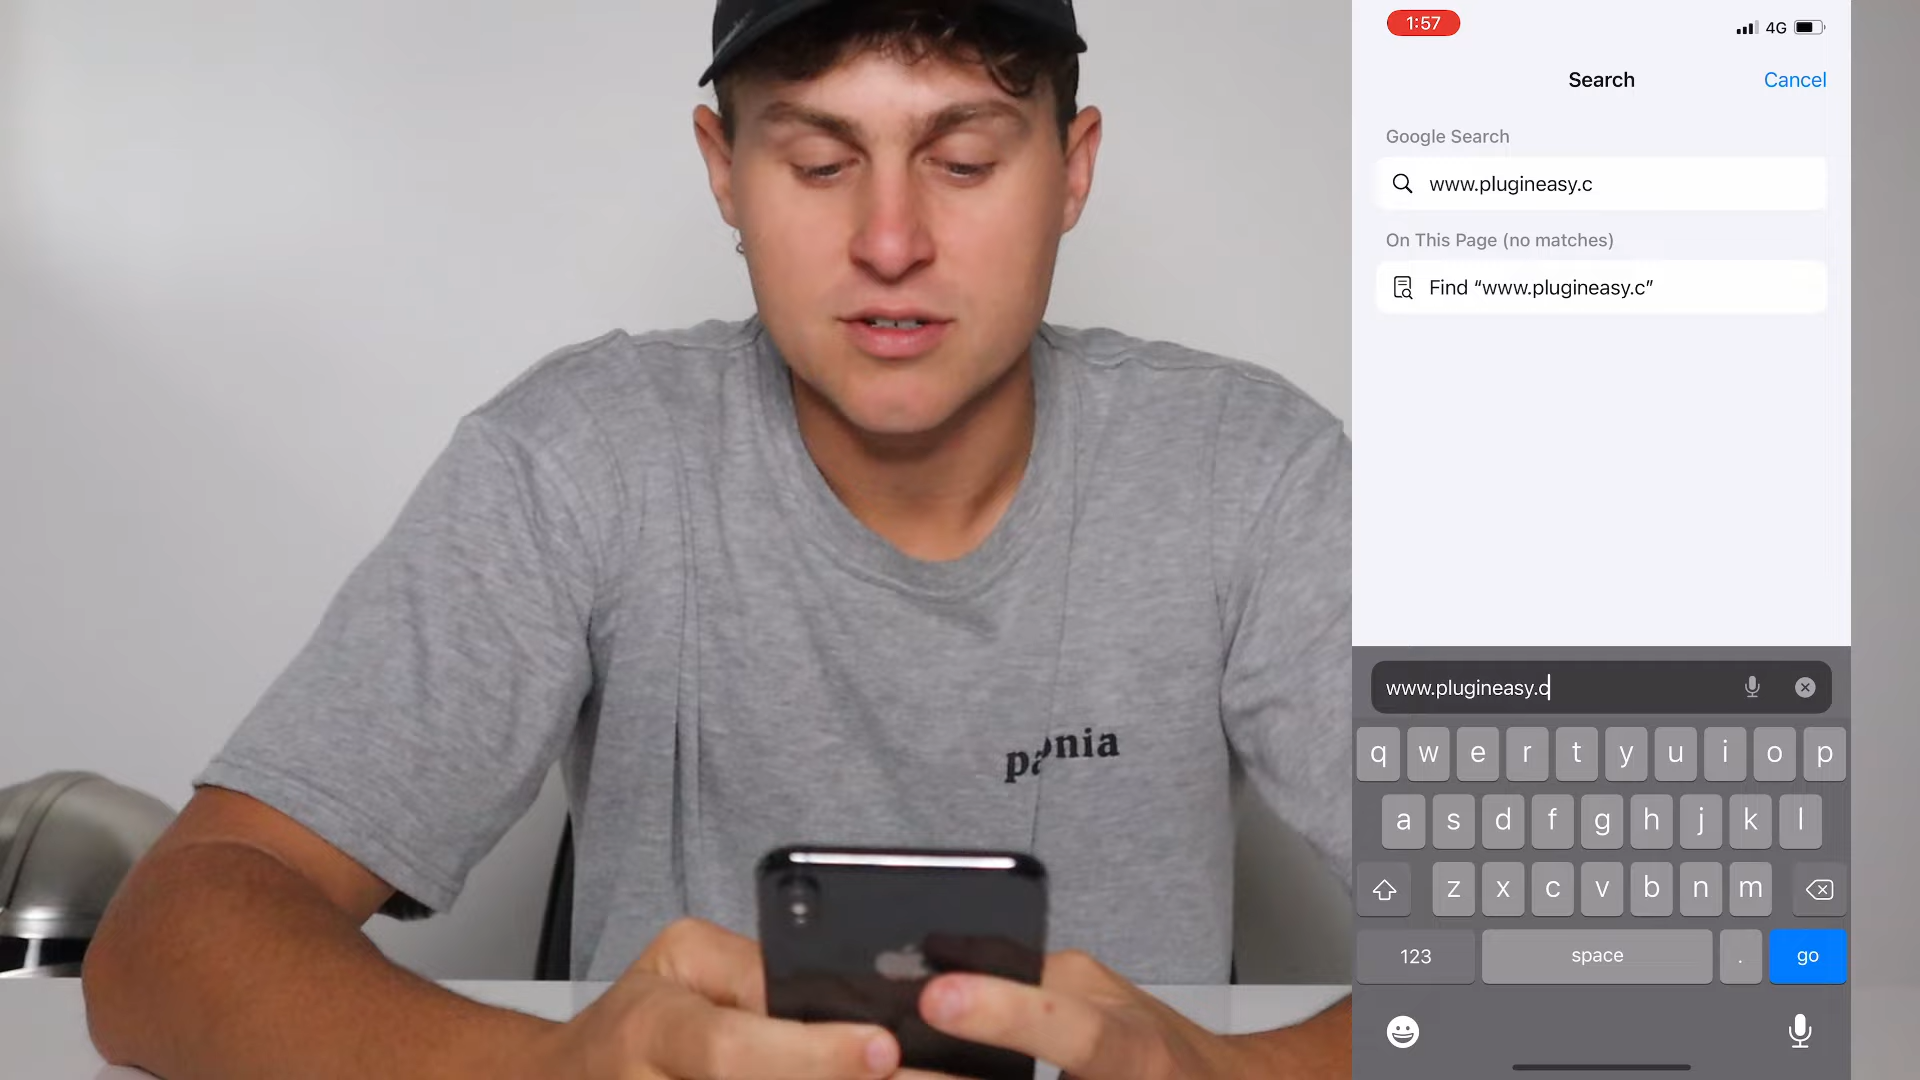 1:57
4G
Search
Cancel
Google Search
www.plugineasy.c
On This Page (no matches)
Find “www.plugineasy.c”
www.plugineasy.c
q w e r t y u i o p
a s d f g h j k l
z x c v b n m
123 space . go